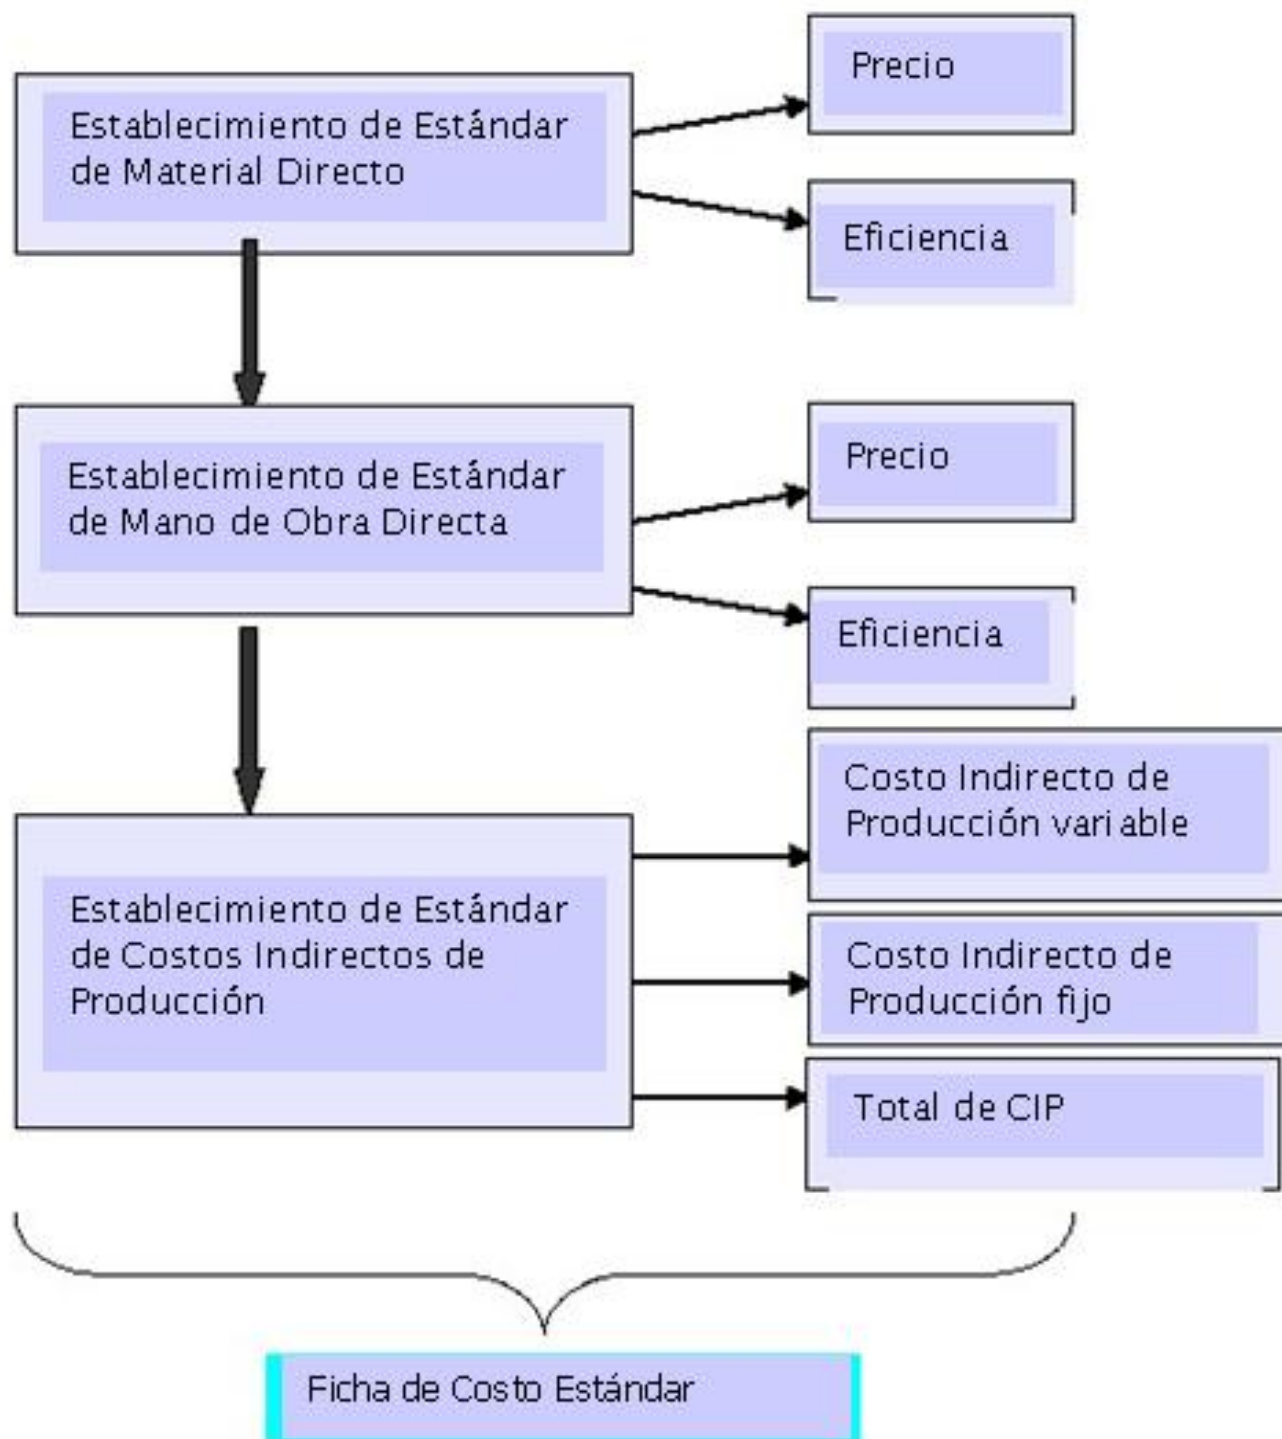 Establecimiento de Estándar
de Material Directo
Precio
Eficiencia
Establecimiento de Estándar
de Mano de Obra Directa
Precio
Eficiencia
Establecimiento de Estándar
de Costos Indirectos de
Producción
Costo Indirecto de
Producción variable
Costo Indirecto de
Producción fijo
Total de CIP
Ficha de Costo Estándar